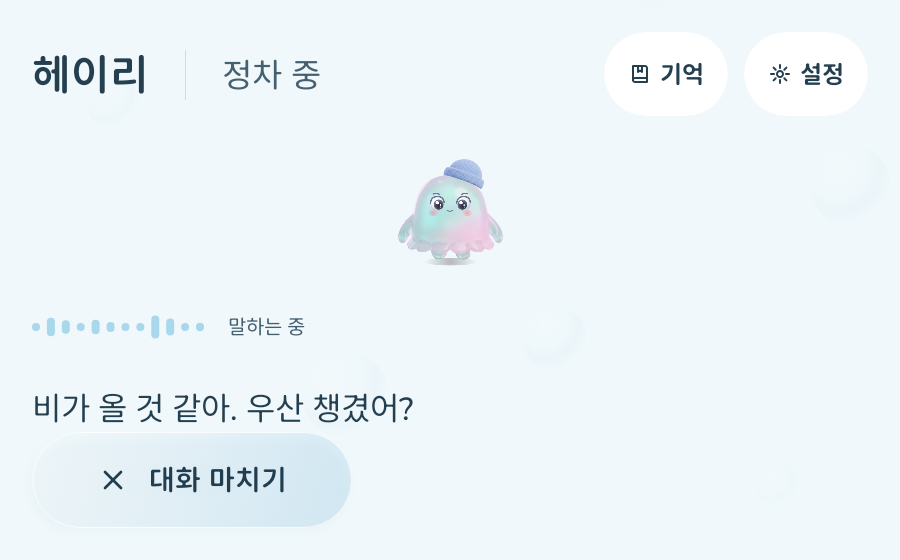 헤이리
정차 중
기억
설정
말하는 중
비가 올 것 같아. 우산 챙겼어?
대화 마치기